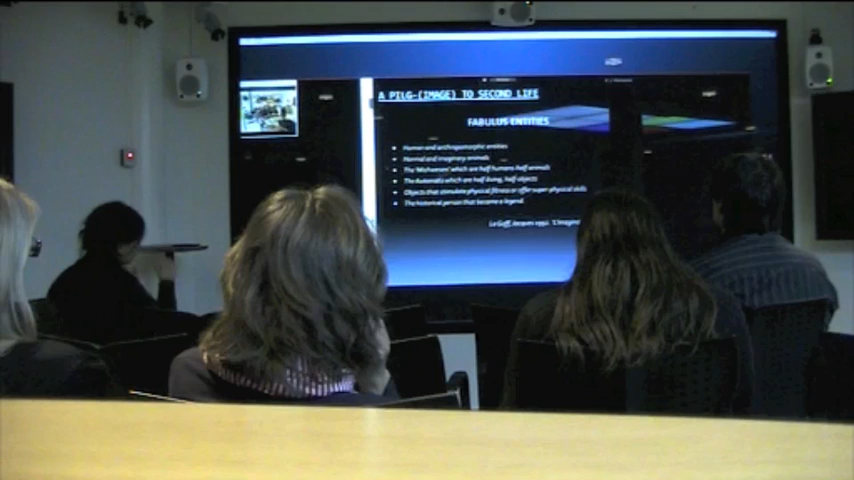 A PILG-(IMAGE) TO SECOND LIFE
FABULUS ENTITIES
Human and anthropomorphic entities
Normal and imaginary animals
The which are half humans half animals
The Automata which are half living, half objects
Objects that stimulate physical fitness or offer super-physical skills
The historical person that became a legend
Le Goff, Jacques 'L'Imagina